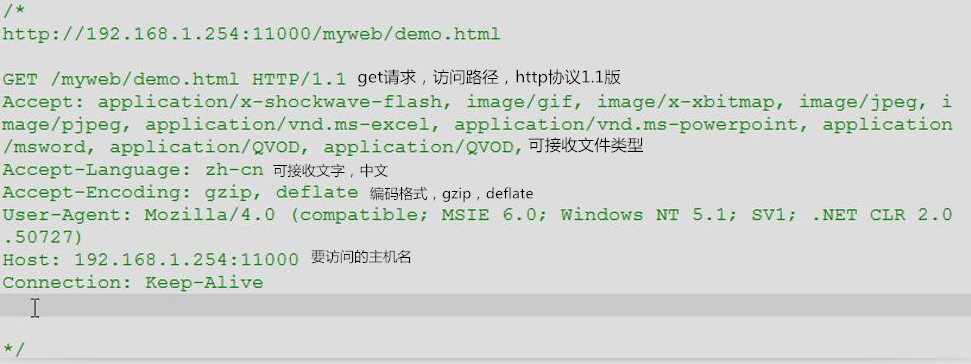 /*
http://192.168.1.254:11000/myweb/demo.html
GET /myweb/demo.html HTTP/1.1 get请求，访问路径，http协议1.1版
Accept: application/x-shockwave-flash, image/gif, image/x-xbitmap, image/jpeg, i
mage/pjpeg, application/vnd.ms-excel, application/vnd.ms-powerpoint, application
/msword, application/QVOD, application/QVOD, 可接收文件类型
Accept-Language: zh-cn 可接收文字，中文
Accept-Encoding: gzip, deflate 编码格式，gzip，deflate
User-Agent: Mozilla/4.0 (compatible; MSIE 6.0; Windows NT 5.1; SV1; .NET CLR 2.0
.50727)
Host: 192.168.1.254:11000 要访问的主机名
Connection: Keep-Alive
*/